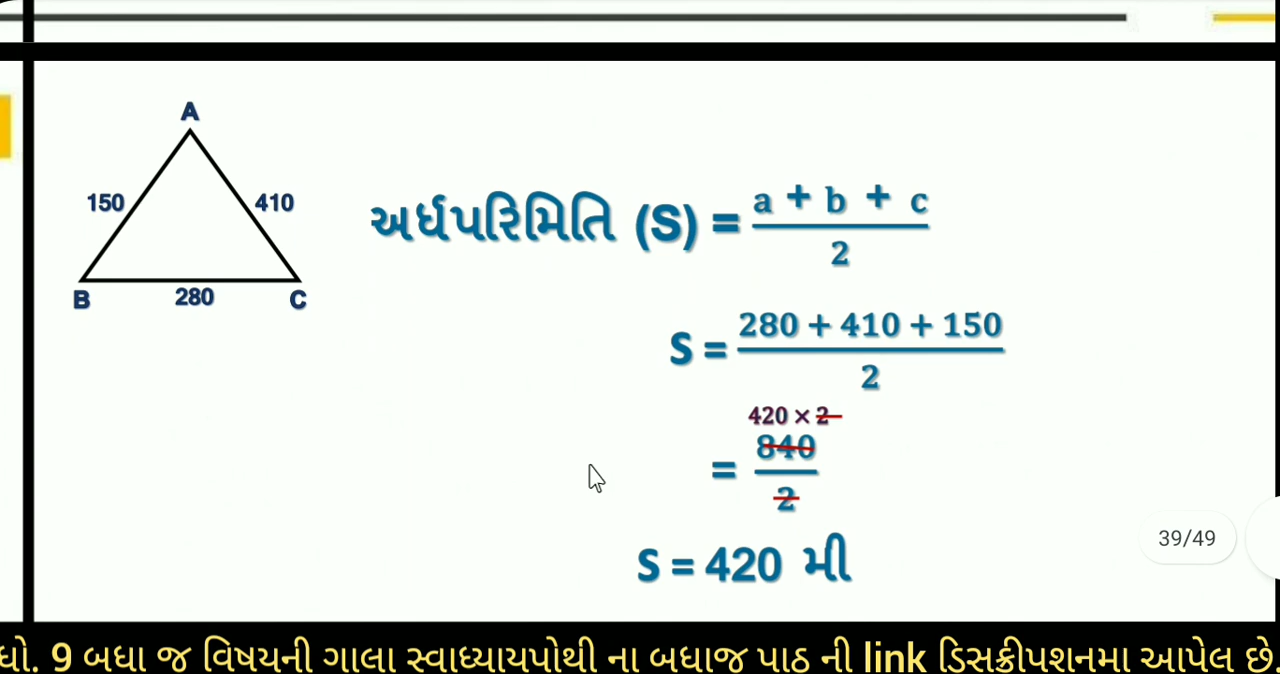 A
150
410
B
280
C
અર્ધપરિમિતિ (S) = a + b + c
2
S = 280 + 410 + 150
2
420 × 2
= 840
2
S = 420 મી
39/49
ધો. 9 બધા જ વિષયની ગાલા સ્વાધ્યાયપોથી ના બધાજ પાઠ ની link ડિસક્રીપશનમા આપેલ છે.